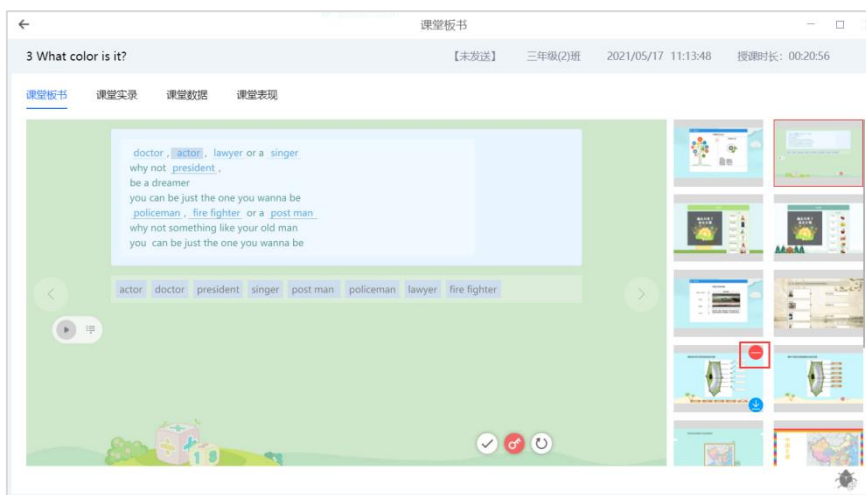 课堂板书
3 What color is it?
【未发送】 三年级(2)班 2021/05/17 11:13:48 授课时长: 00:20:56
课堂板书 课堂实录 课堂数据 课堂表现
doctor , actor , lawyer or a singer
why not president ,
be a dreamer
you can be just the one you wanna be
policeman , fire fighter or a post man
why not something like your old man
you can be just the one you wanna be
actor doctor president singer post man policeman lawyer fire fighter